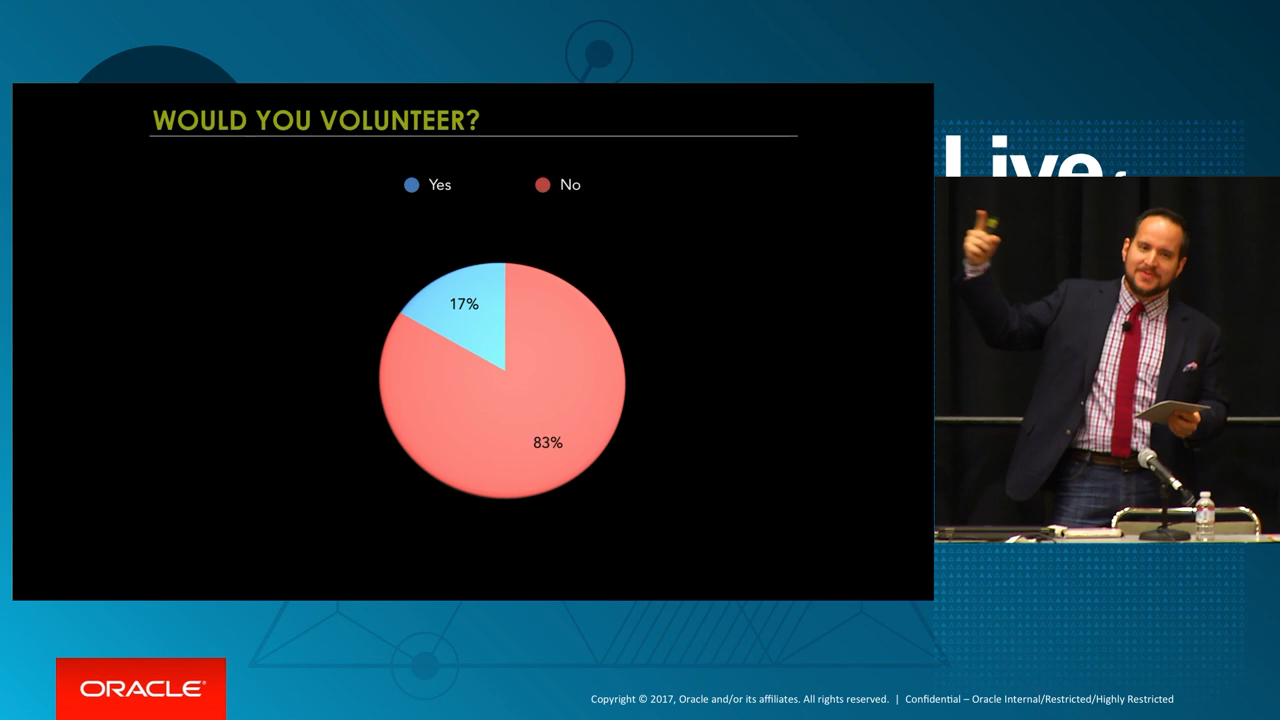 WOULD YOU VOLUNTEER?
Yes
No
17%
83%
Live
ORACLE®
Copyright © 2017, Oracle and/or its affiliates. All rights reserved. | Confidential – Oracle Internal/Restricted/Highly Restricted